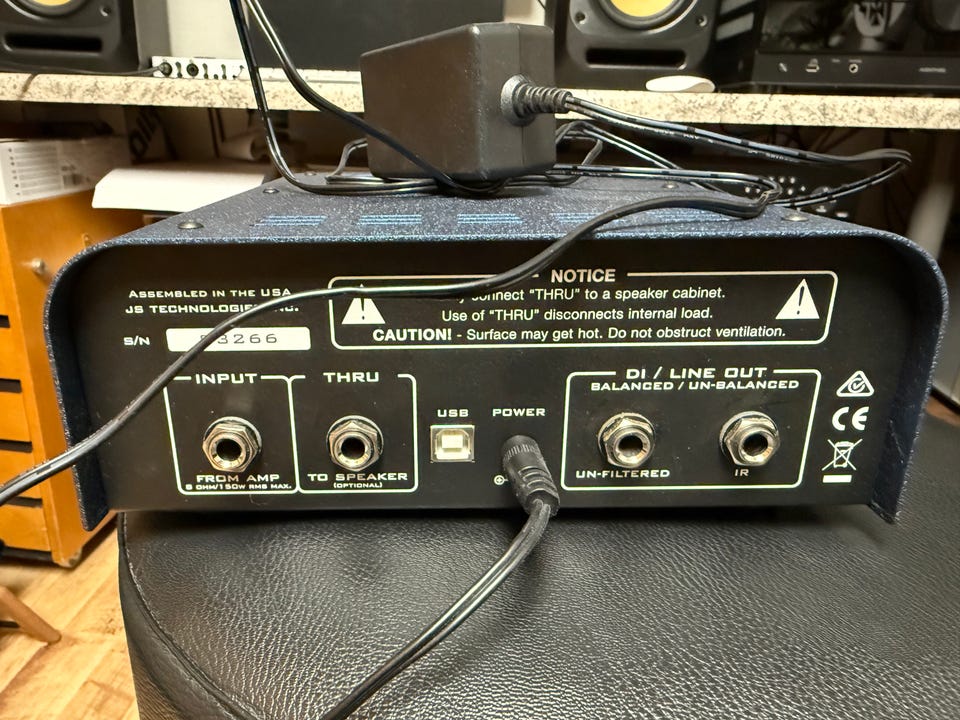 NOTICE
ASSEMBLED IN THE USA
connect "THRU" to a speaker cabinet.
JS TECHNOLOGIES INC.
Use of "THRU" disconnects internal load.
S/N
3266
CAUTION! - Surface may get hot. Do not obstruct ventilation.
INPUT
THRU
DI / LINE OUT
BALANCED / UN-BALANCED
USB
POWER
FROM AMP
8 OHM/150W RMS MAX.
TO SPEAKER
(OPTIONAL)
UN-FILTERED
IR
CE